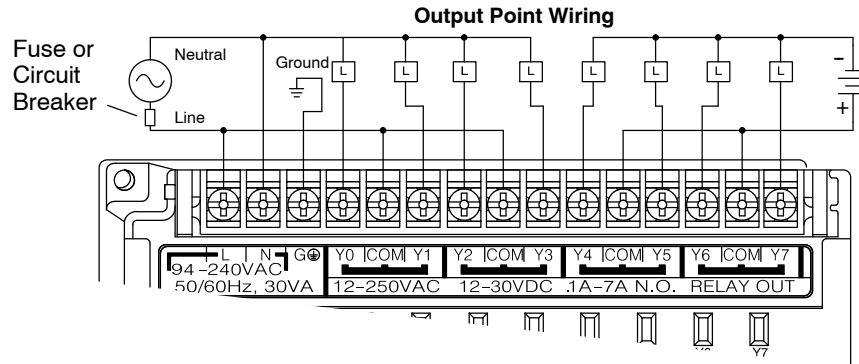 Output Point Wiring
Fuse or
Circuit
Breaker
Neutral
Ground
Line
L L L L L L L L
- +
L N G Y0 COM Y1 Y2 COM Y3 Y4 COM Y5 Y6 COM Y7
94-240VAC
50/60Hz, 30VA 12-250VAC 12-30VDC .1A-7A N.O. RELAY OUT
Y7